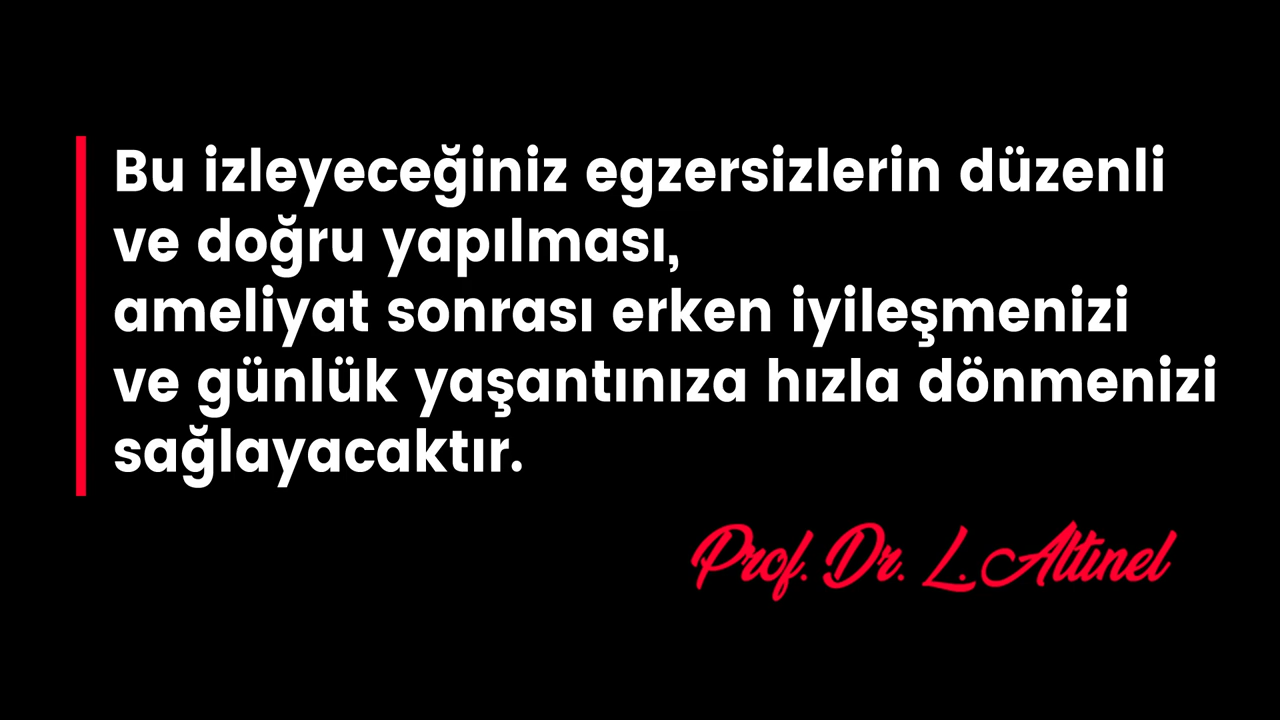 Bu izleyeceğiniz egzersizlerin düzenli
ve doğru yapılması,
ameliyat sonrası erken iyileşmenizi
ve günlük yaşantınıza hızla dönmenizi
sağlayacaktır.
Prof. Dr. L. Altınel